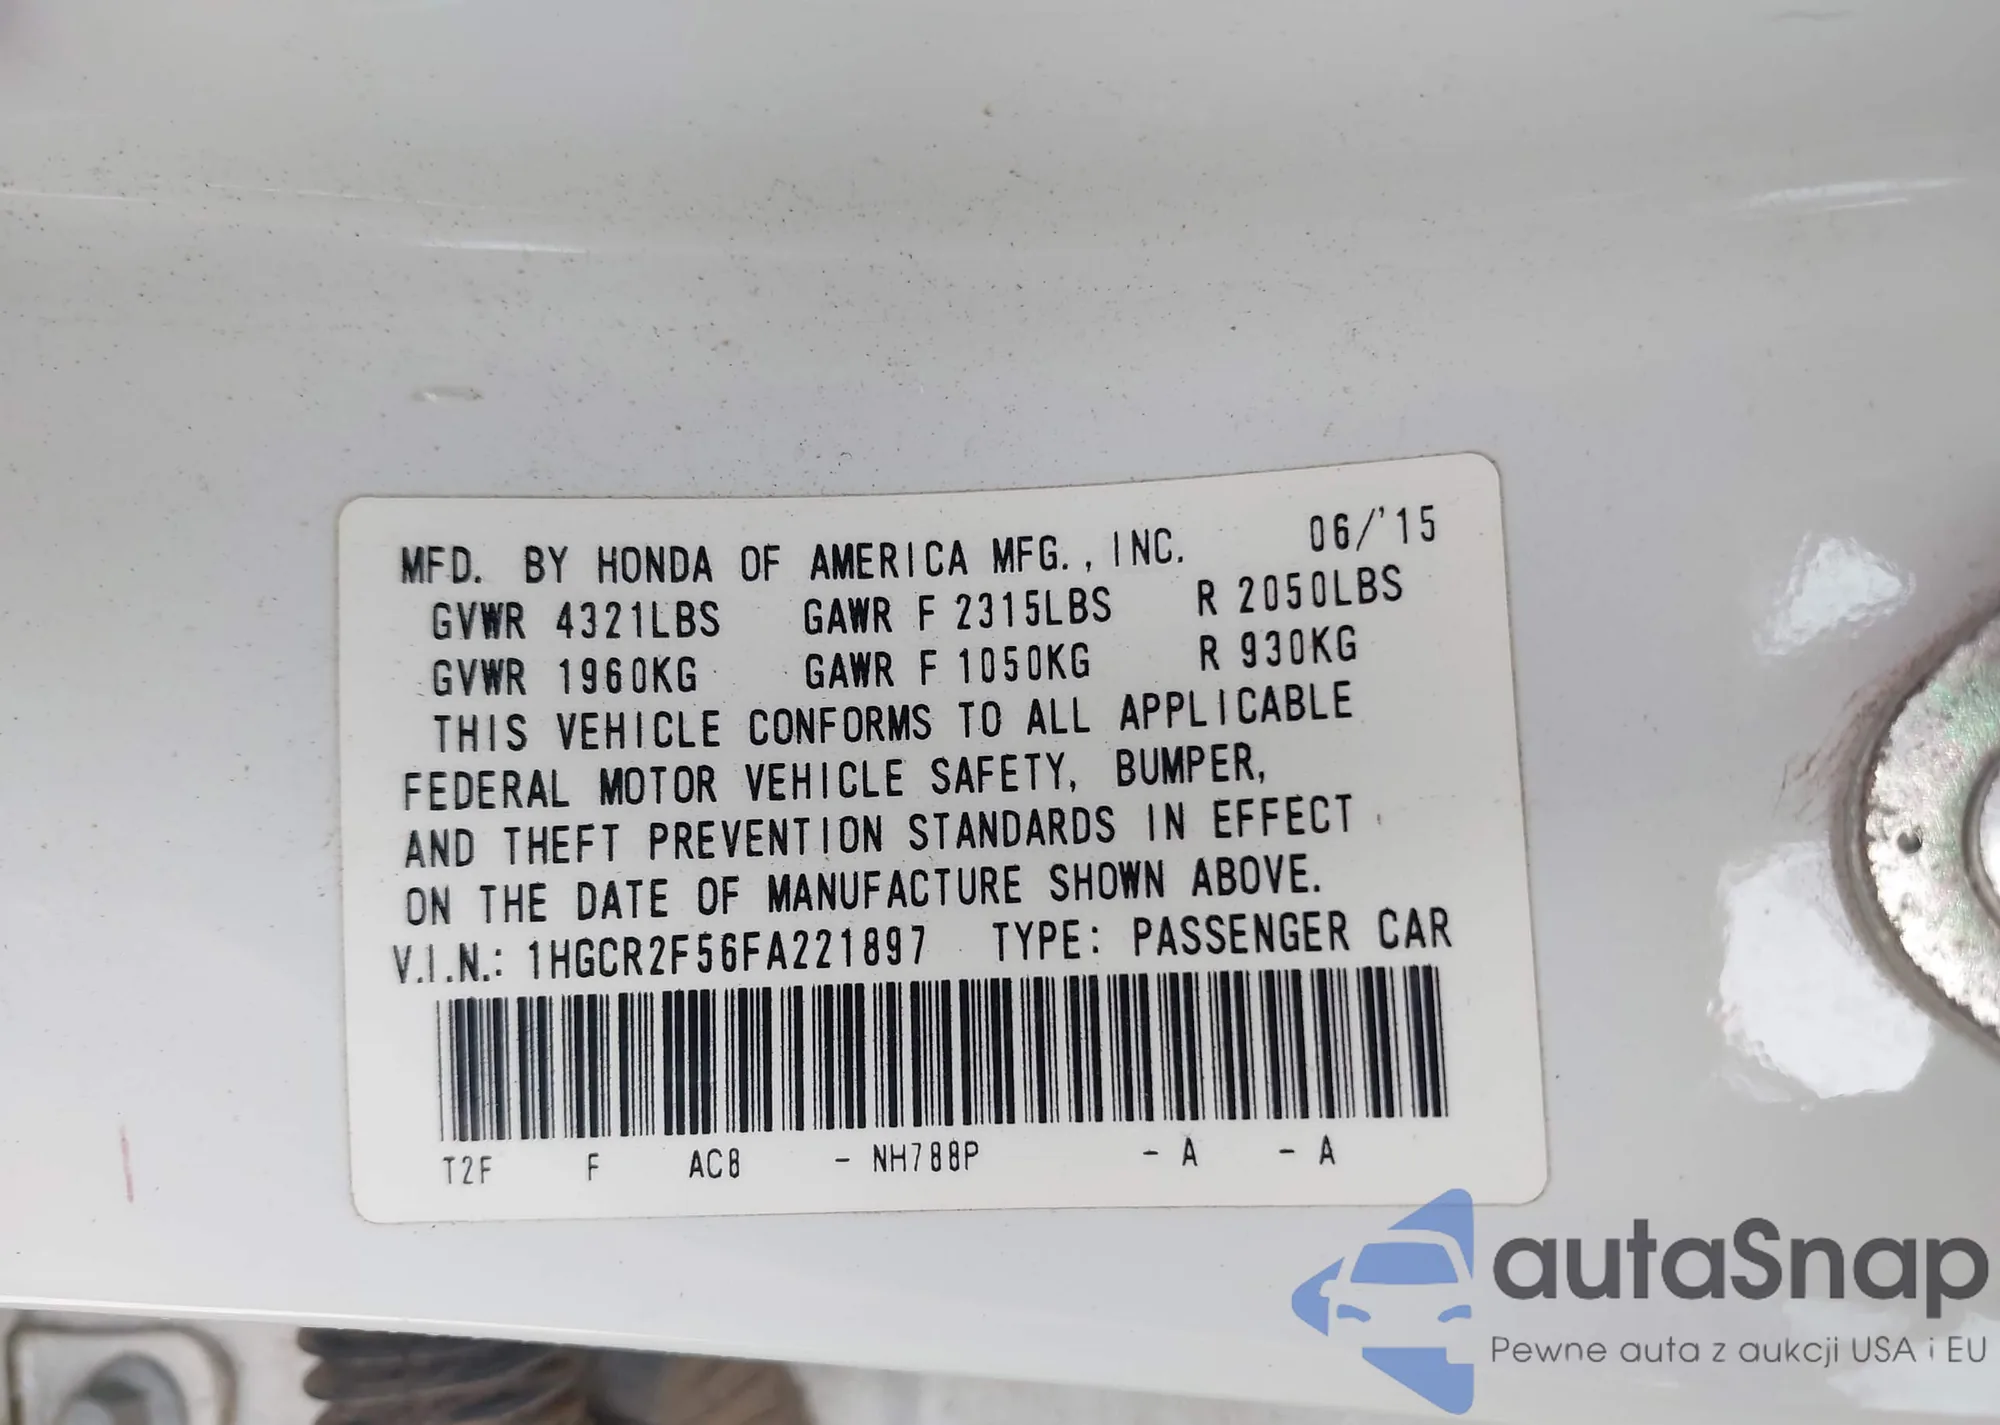 MFD. BY HONDA OF AMERICA MFG., INC. 06/'15
GVWR 4321LBS GAWR F 2315LBS R 2050LBS
GVWR 1960KG GAWR F 1050KG R 930KG
THIS VEHICLE CONFORMS TO ALL APPLICABLE
FEDERAL MOTOR VEHICLE SAFETY, BUMPER,
AND THEFT PREVENTION STANDARDS IN EFFECT
ON THE DATE OF MANUFACTURE SHOWN ABOVE.
V.I.N.: 1HGCR2F56FA221897 TYPE: PASSENGER CAR
T2F F AC8 - NH788P - A - A
autaSnap
Pewne auta z aukcji USA i EU